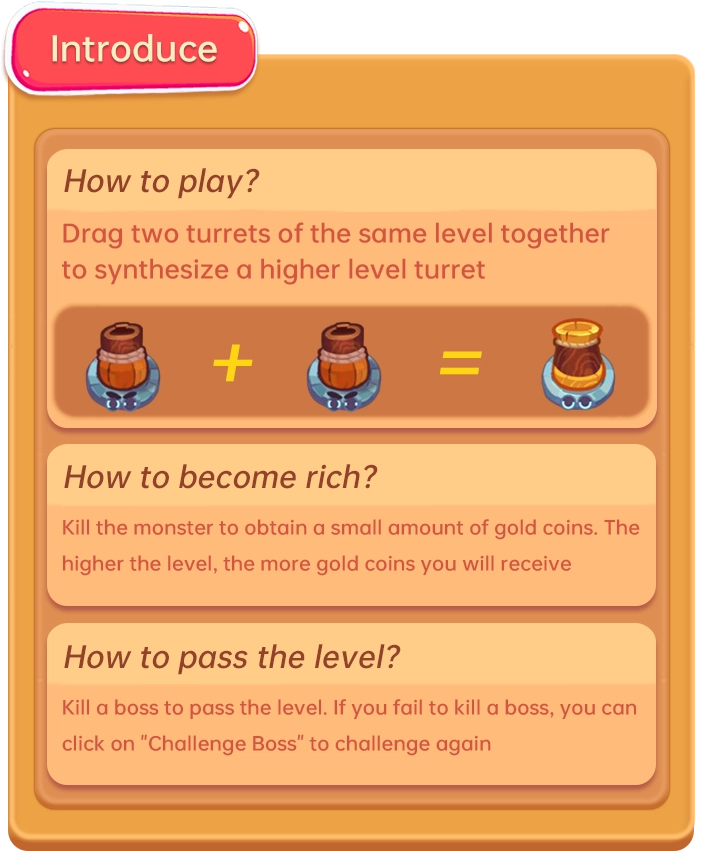 Introduce
How to play?
Drag two turrets of the same level together
to synthesize a higher level turret
+ =
How to become rich?
Kill the monster to obtain a small amount of gold coins. The
higher the level, the more gold coins you will receive
How to pass the level?
Kill a boss to pass the level. If you fail to kill a boss, you can
click on "Challenge Boss" to challenge again